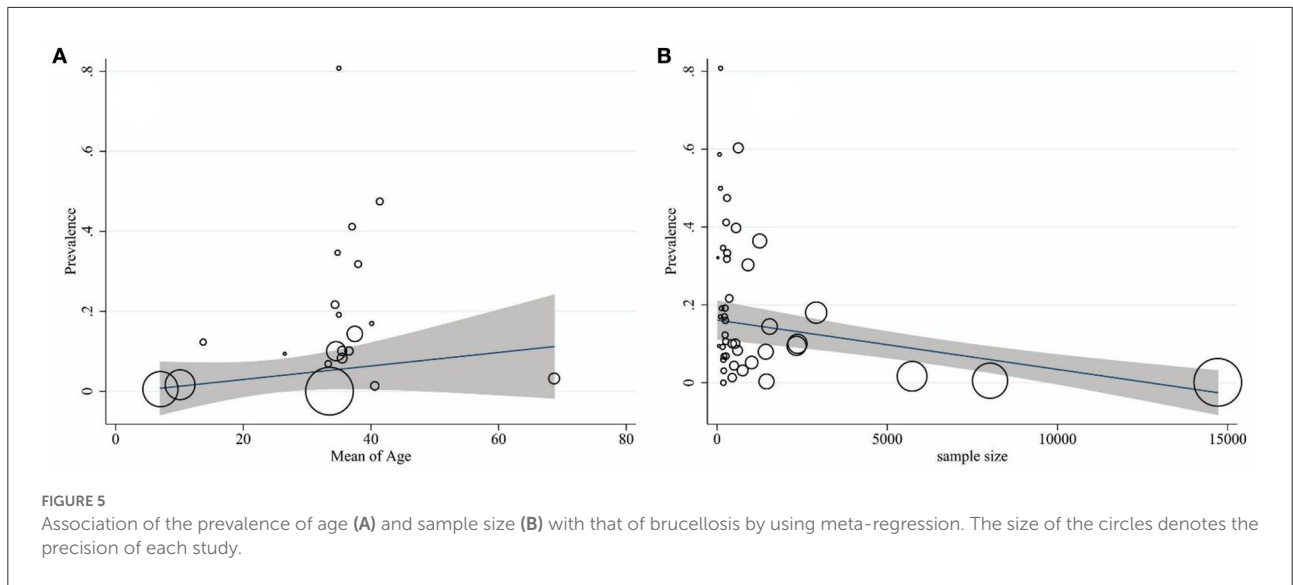 A
.8
.6
.4
.2
0
Prevalence
0 20 40 60 80
Mean of Age
B
.8
.6
.4
.2
0
Prevalence
0 5000 10000 15000
sample size
FIGURE 5
Association of the prevalence of age (A) and sample size (B) with that of brucellosis by using meta-regression. The size of the circles denotes the
precision of each study.